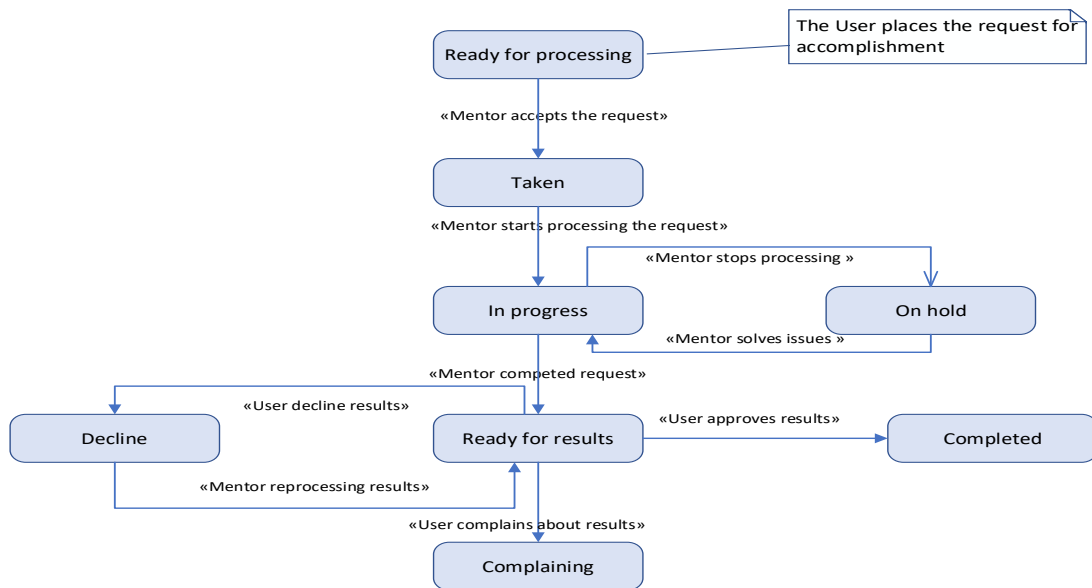 The User places the request for
accomplishment
Ready for processing
«Mentor accepts the request»
Taken
«Mentor starts processing the request»
«Mentor stops processing »
In progress
On hold
«Mentor solves issues »
«Mentor competed request»
«User decline results»
«User approves results»
Decline
Ready for results
Completed
«Mentor reprocessing results»
«User complains about results»
Complaining